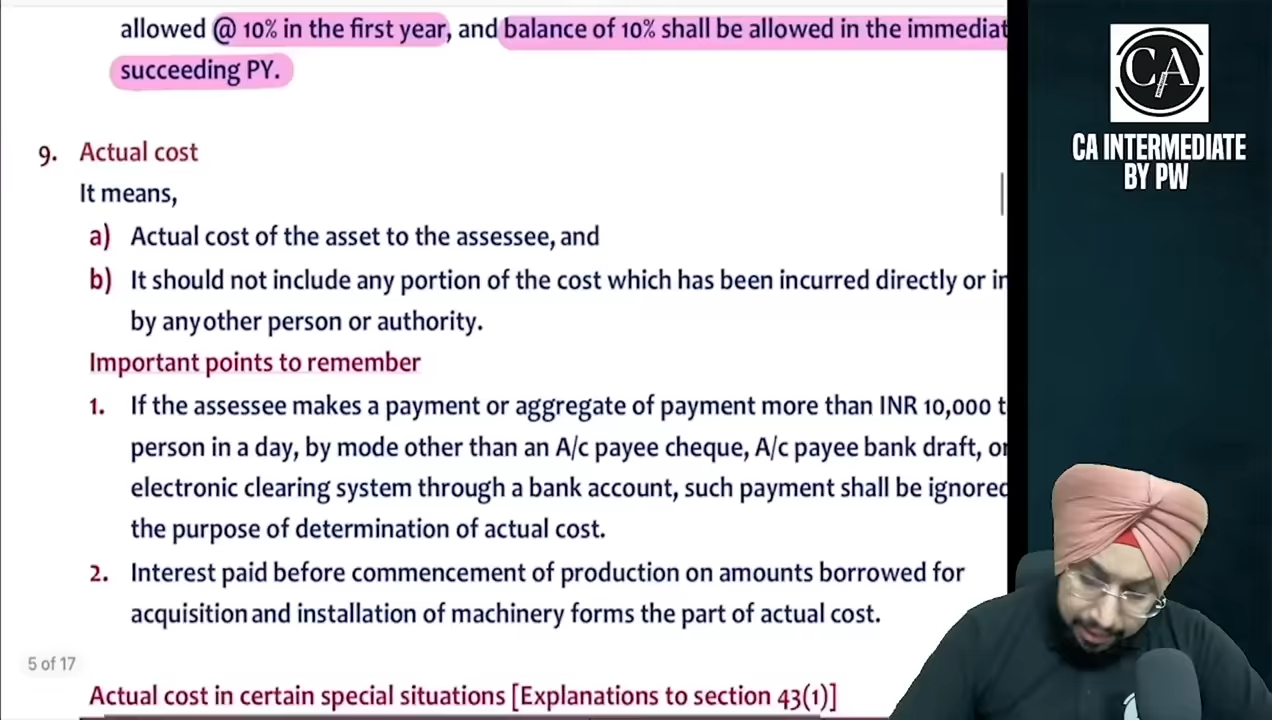 allowed @ 10% in the first year, and balance of 10% shall be allowed in the
succeeding PY.
9. Actual cost
It means,
a) Actual cost of the asset to the assessee, and
b) It should not include any portion of the cost which has been incurred directly or
by any other person or authority.
Important points to remember
1. If the assessee makes a payment or aggregate of payment more than INR 10,000
person in a day, by mode other than an A/c payee cheque, A/c payee bank draft, or
electronic clearing system through a bank account, such payment shall be ignored
the purpose of determination of actual cost.
2. Interest paid before commencement of production on amounts borrowed for
acquisition and installation of machinery forms the part of actual cost.
5 of 17
Actual cost in certain special situations [Explanations to section 43(1)]
CA
CA INTERMEDIATE
BY PW